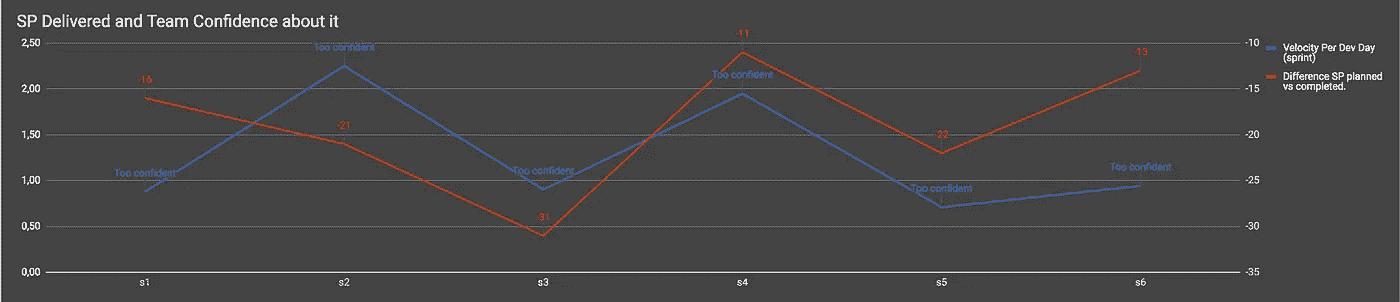 SP Delivered and Team Confidence about it
2,50
2,00
1,50
1,00
0,50
0,00
-10
-15
-20
-25
-30
-35
Too confident
Too confident
Too confident
Too confident
Too confident
Too confident
-16
-21
-31
-11
-22
-13
s1
s2
s3
s4
s5
s6
Velocity Per Dev Day
(sprint)
Difference SP planned
vs completed.